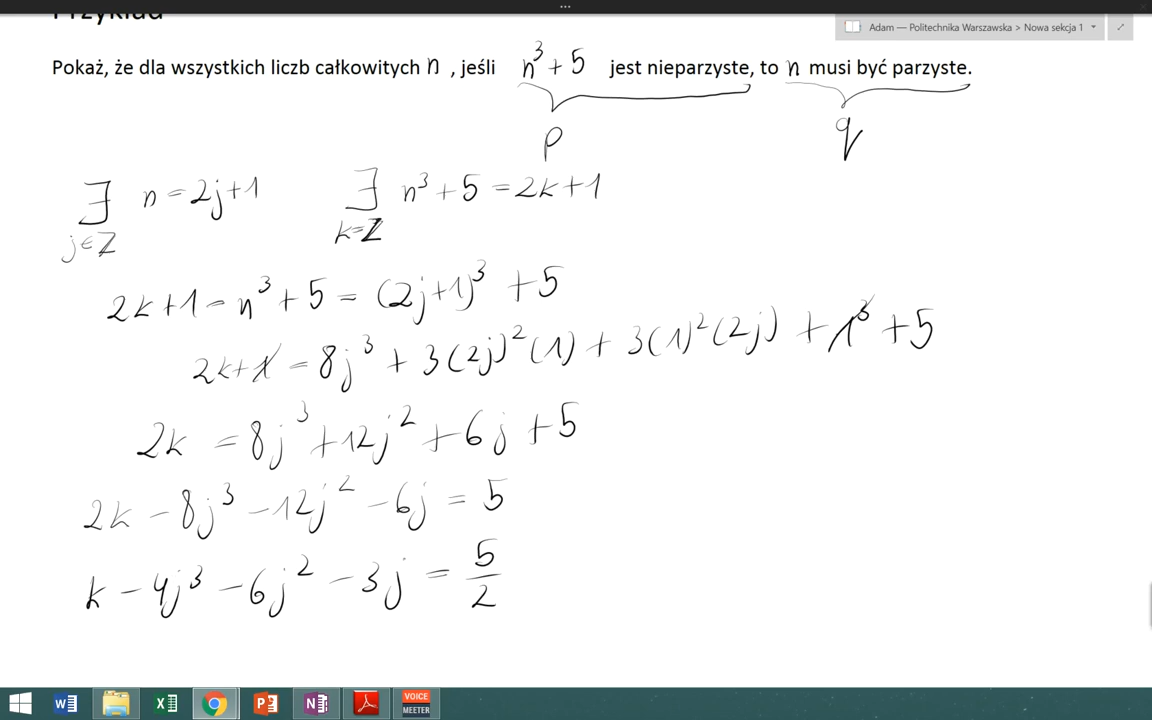 Przykład
Adam — Politechnika Warszawska > Nowa sekcja 1
Pokaż, że dla wszystkich liczb całkowitych n , jeśli n³ + 5 jest nieparzyste, to n musi być parzyste.
p q
∃ n = 2j+1 ∃ n³ + 5 = 2k+1
j∈Z k=Z
2k+1 = n³ + 5 = (2j+1)³ + 5
2k+1 = 8j³ + 3(2j)²(1) + 3(1)²(2j) + 1³ + 5
2k = 8j³ + 12j² + 6j + 5
2k - 8j³ - 12j² - 6j = 5
k - 4j³ - 6j² - 3j = 5/2
VOICE
MEETER